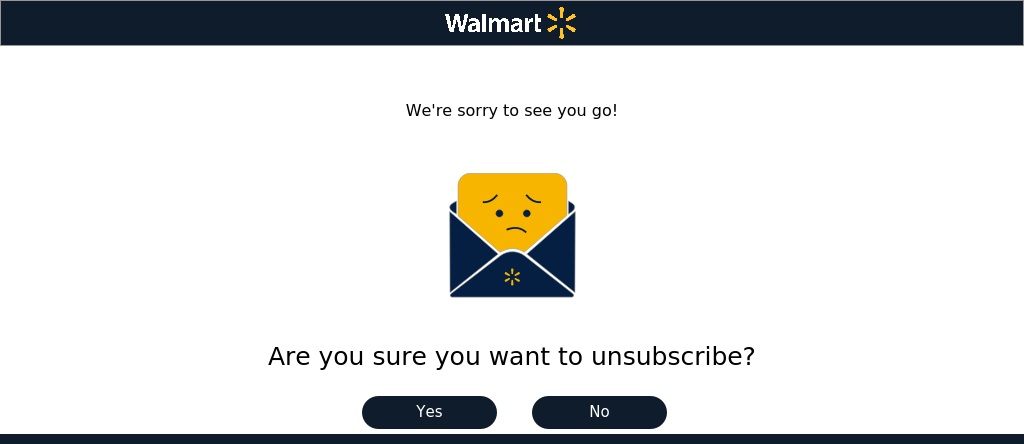 Walmart
We're sorry to see you go!
Are you sure you want to unsubscribe?
Yes
No